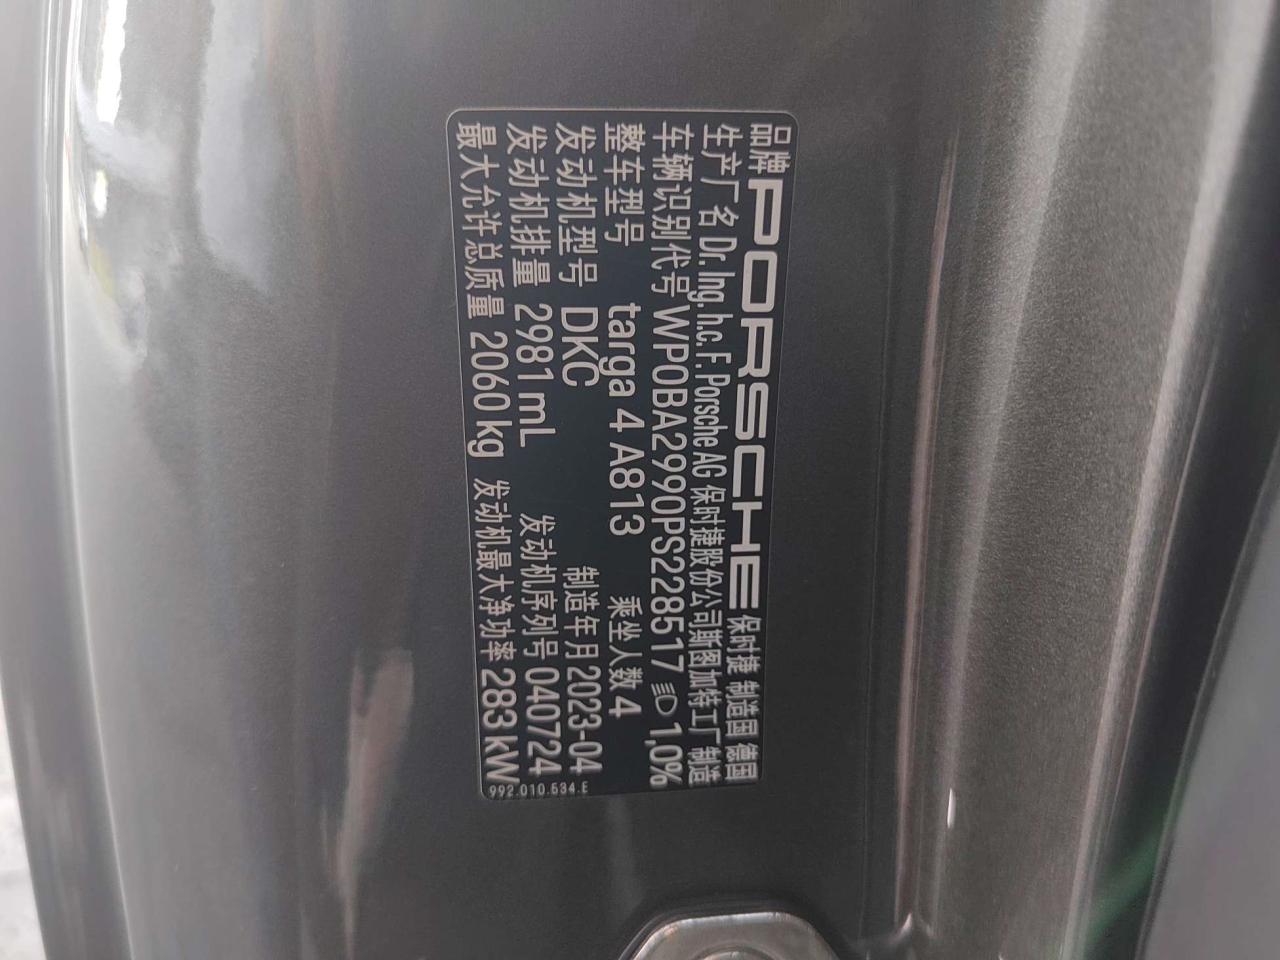 品牌 PORSCHE 保时捷 制造国 德国
生产厂名 Dr. Ing. h.c. F. Porsche AG 保时捷股份公司斯图加特工厂制造
车辆识别代号 WP0BA2990PS228517 1,0%
整车型号 targa 4 A813 乘坐人数 4
发动机型号 DKC 制造年月 2023-04
发动机排量 2981 mL 发动机序列号 040724
最大允许总质量 2060 kg 发动机最大净功率 283 kW
992.010.534.E